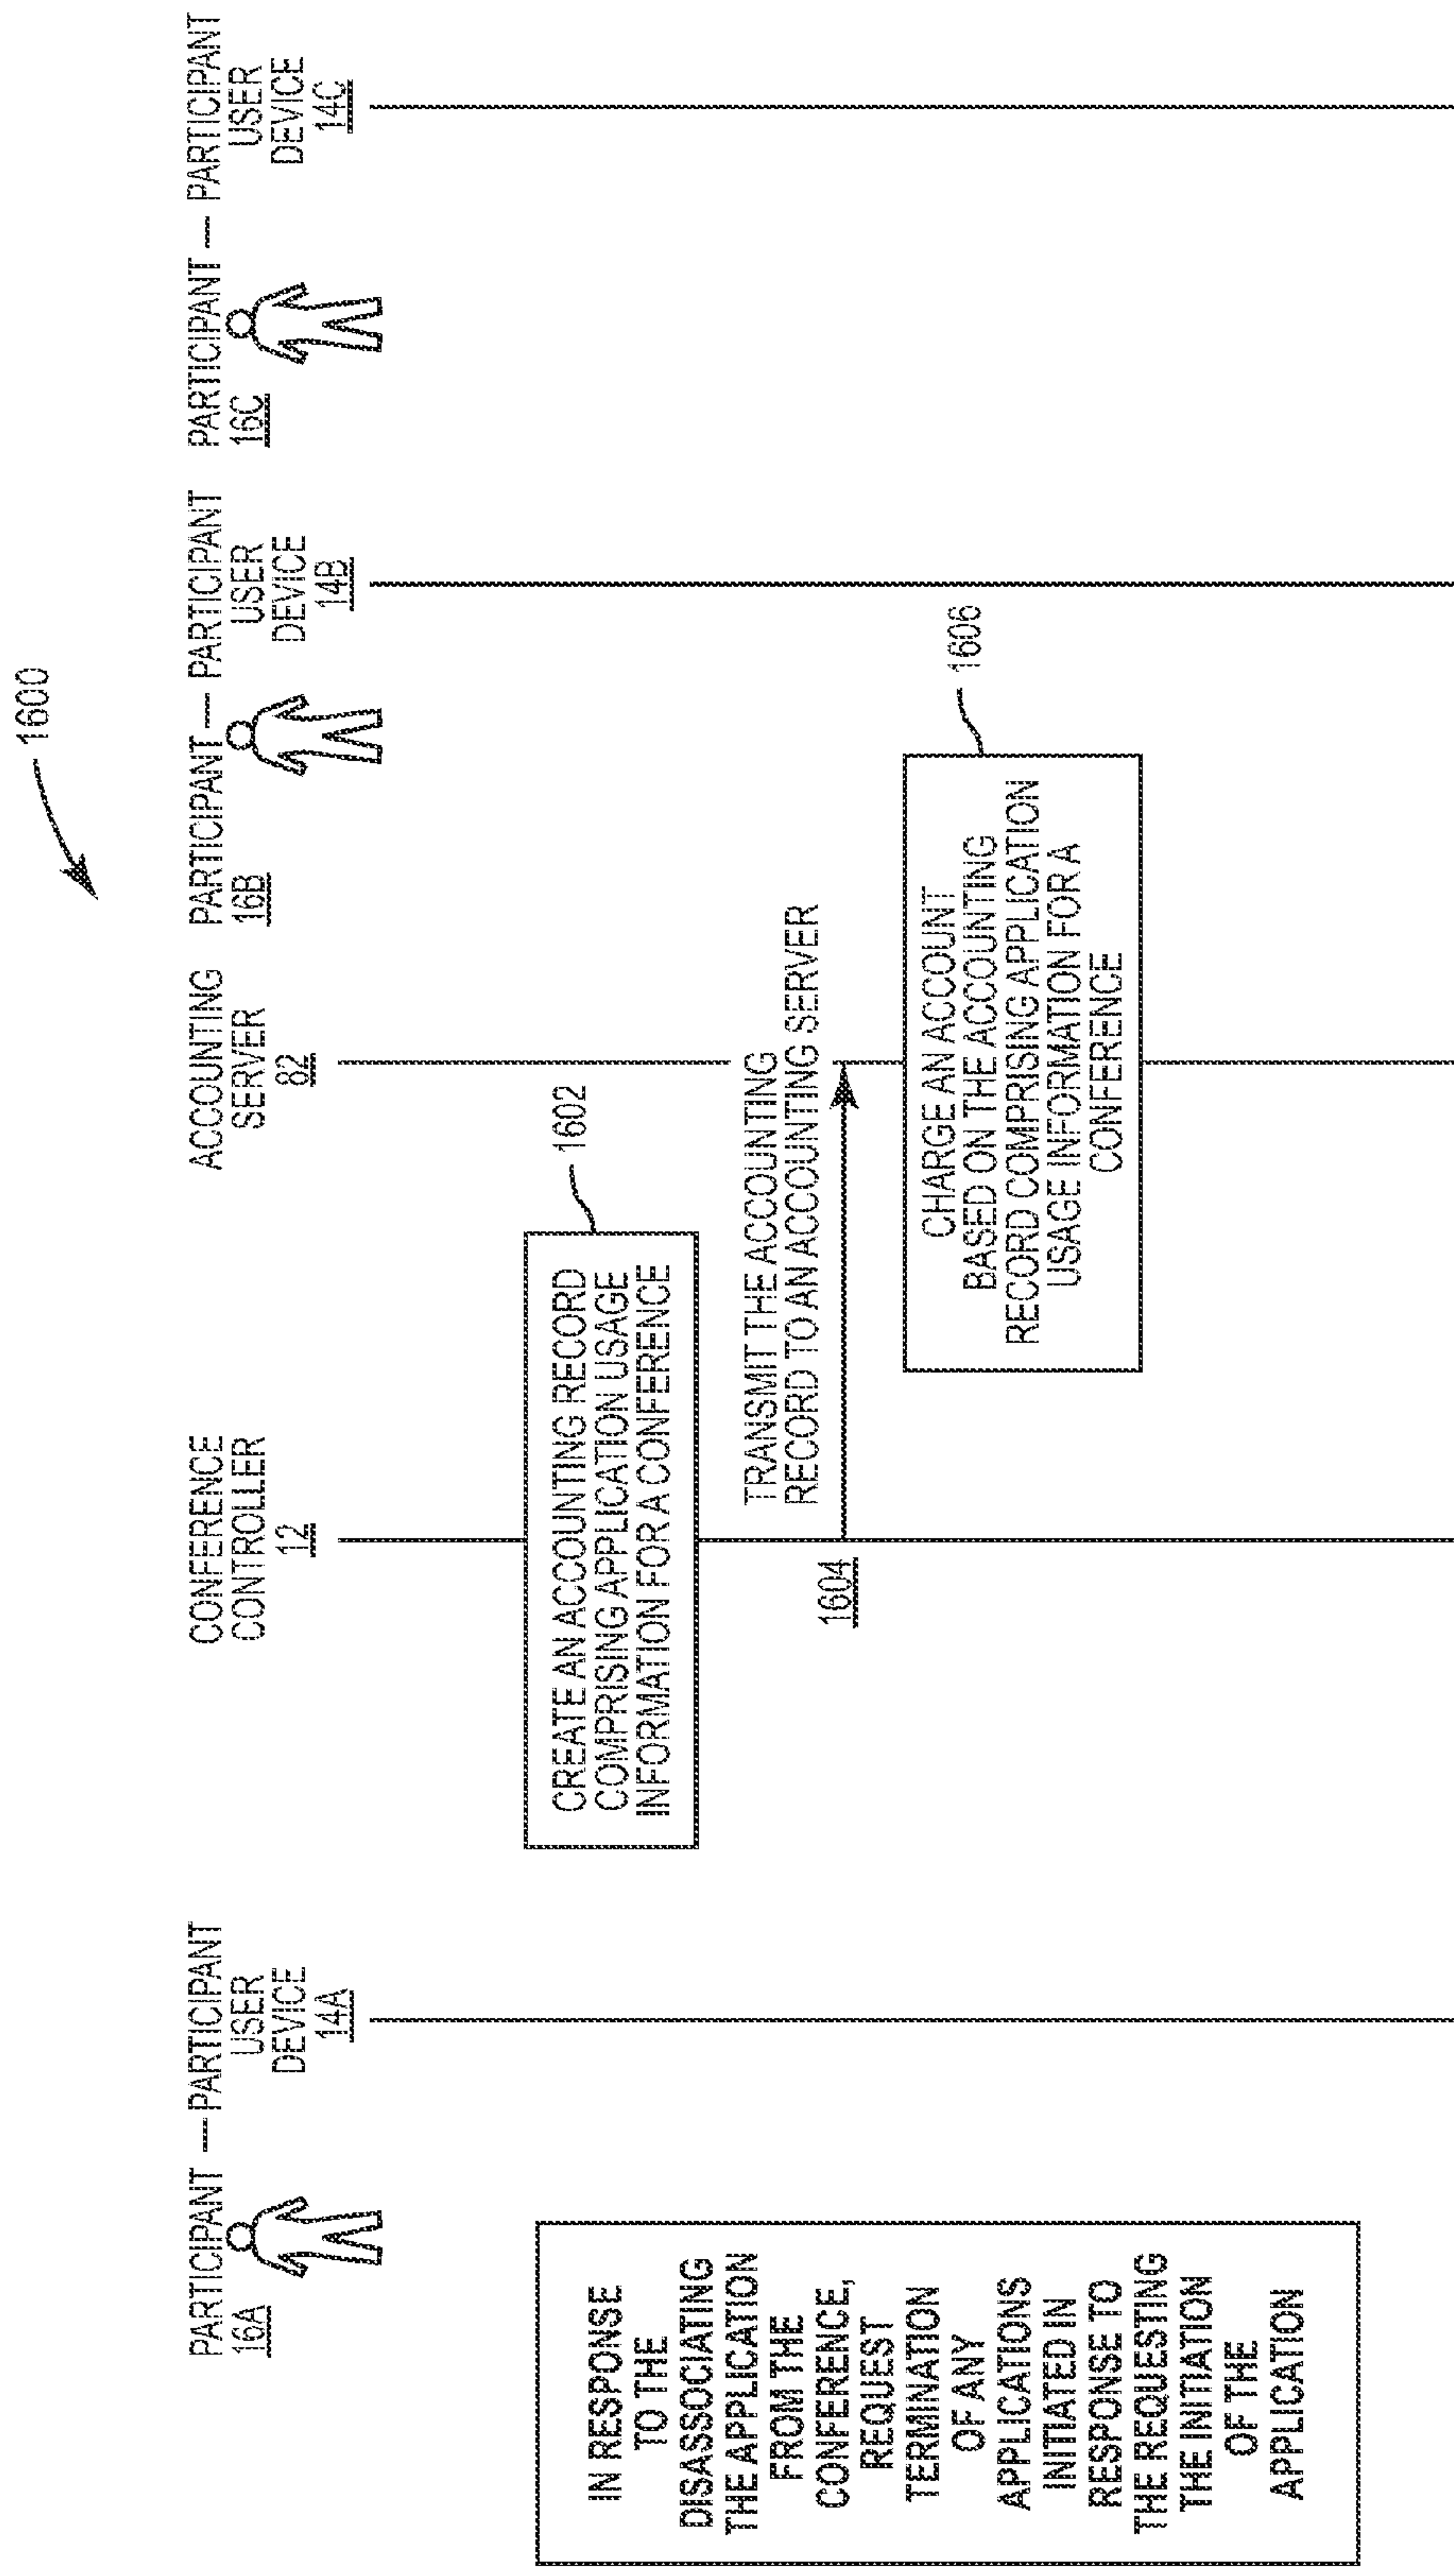 1600
PARTICIPANT — PARTICIPANT
16A
USER
DEVICE
14A
CONFERENCE
CONTROLLER
12
ACCOUNTING
SERVER
82
PARTICIPANT — PARTICIPANT
16B
USER
DEVICE
14B
PARTICIPANT — PARTICIPANT
16C
USER
DEVICE
14C
IN RESPONSE
TO THE
DISASSOCIATING
THE APPLICATION
FROM THE
CONFERENCE,
REQUEST
TERMINATION
OF ANY
APPLICATIONS
INITIATED IN
RESPONSE TO
THE REQUESTING
THE INITIATION
OF THE
APPLICATION
CREATE AN ACCOUNTING RECORD
COMPRISING APPLICATION USAGE
INFORMATION FOR A CONFERENCE
1602
TRANSMIT THE ACCOUNTING
RECORD TO AN ACCOUNTING SERVER
1604
CHARGE AN ACCOUNT
BASED ON THE ACCOUNTING
RECORD COMPRISING APPLICATION
USAGE INFORMATION FOR A
CONFERENCE
1606